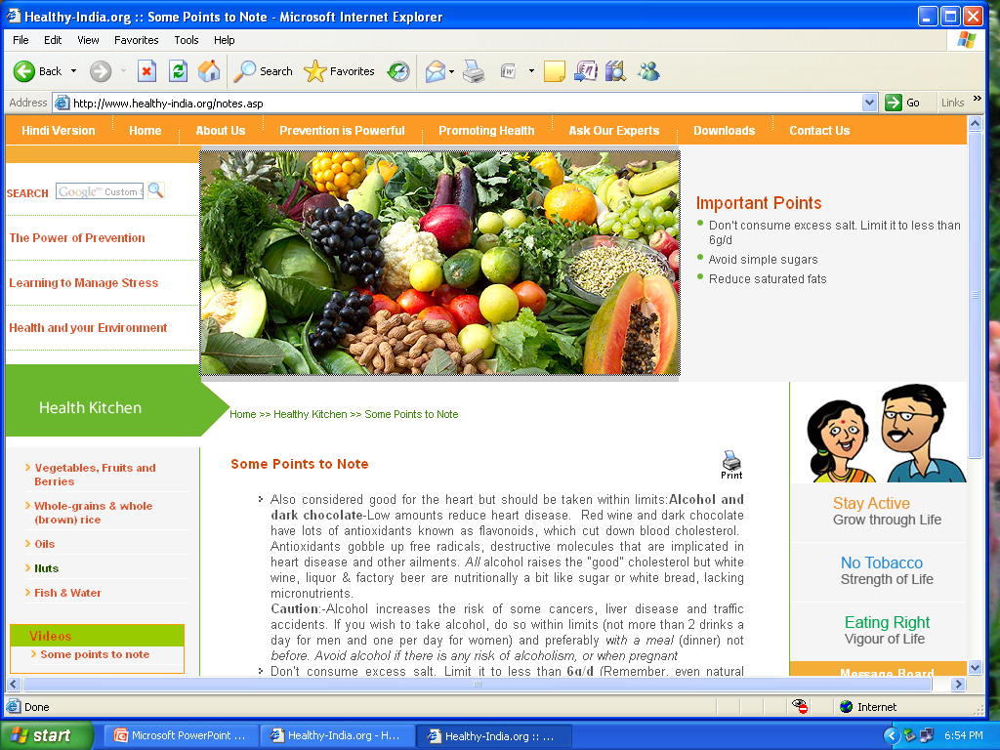 Healthy-India.org :: Some Points to Note - Microsoft Internet Explorer
File Edit View Favorites Tools Help
Back Search Favorites
Address http://www.healthy-india.org/notes.asp Go Links »
Hindi Version Home About Us Prevention is Powerful Promoting Health Ask Our Experts Downloads Contact Us
SEARCH Google™ Custom
The Power of Prevention
Learning to Manage Stress
Health and your Environment
Important Points
Don't consume excess salt. Limit it to less than
6g/d
Avoid simple sugars
Reduce saturated fats
Health Kitchen
Home >> Healthy Kitchen >> Some Points to Note
Vegetables, Fruits and
Berries
Whole-grains & whole
(brown) rice
Oils
Nuts
Fish & Water
Videos
Some points to note
Some Points to Note
Print
Also considered good for the heart but should be taken within limits:Alcohol and
dark chocolate-Low amounts reduce heart disease. Red wine and dark chocolate
have lots of antioxidants known as flavonoids, which cut down blood cholesterol.
Antioxidants gobble up free radicals, destructive molecules that are implicated in
heart disease and other ailments. All alcohol raises the "good" cholesterol but white
wine, liquor & factory beer are nutritionally a bit like sugar or white bread, lacking
micronutrients.
Caution:-Alcohol increases the risk of some cancers, liver disease and traffic
accidents. If you wish to take alcohol, do so within limits (not more than 2 drinks a
day for men and one per day for women) and preferably with a meal (dinner) not
before. Avoid alcohol if there is any risk of alcoholism, or when pregnant
Don't consume excess salt. Limit it to less than 6g/d (Remember, even natural
Stay Active
Grow through Life
No Tobacco
Strength of Life
Eating Right
Vigour of Life
Message Board
Done Internet
start Microsoft PowerPoint ... Healthy-India.org - H... Healthy-India.org :: ... 6:54 PM